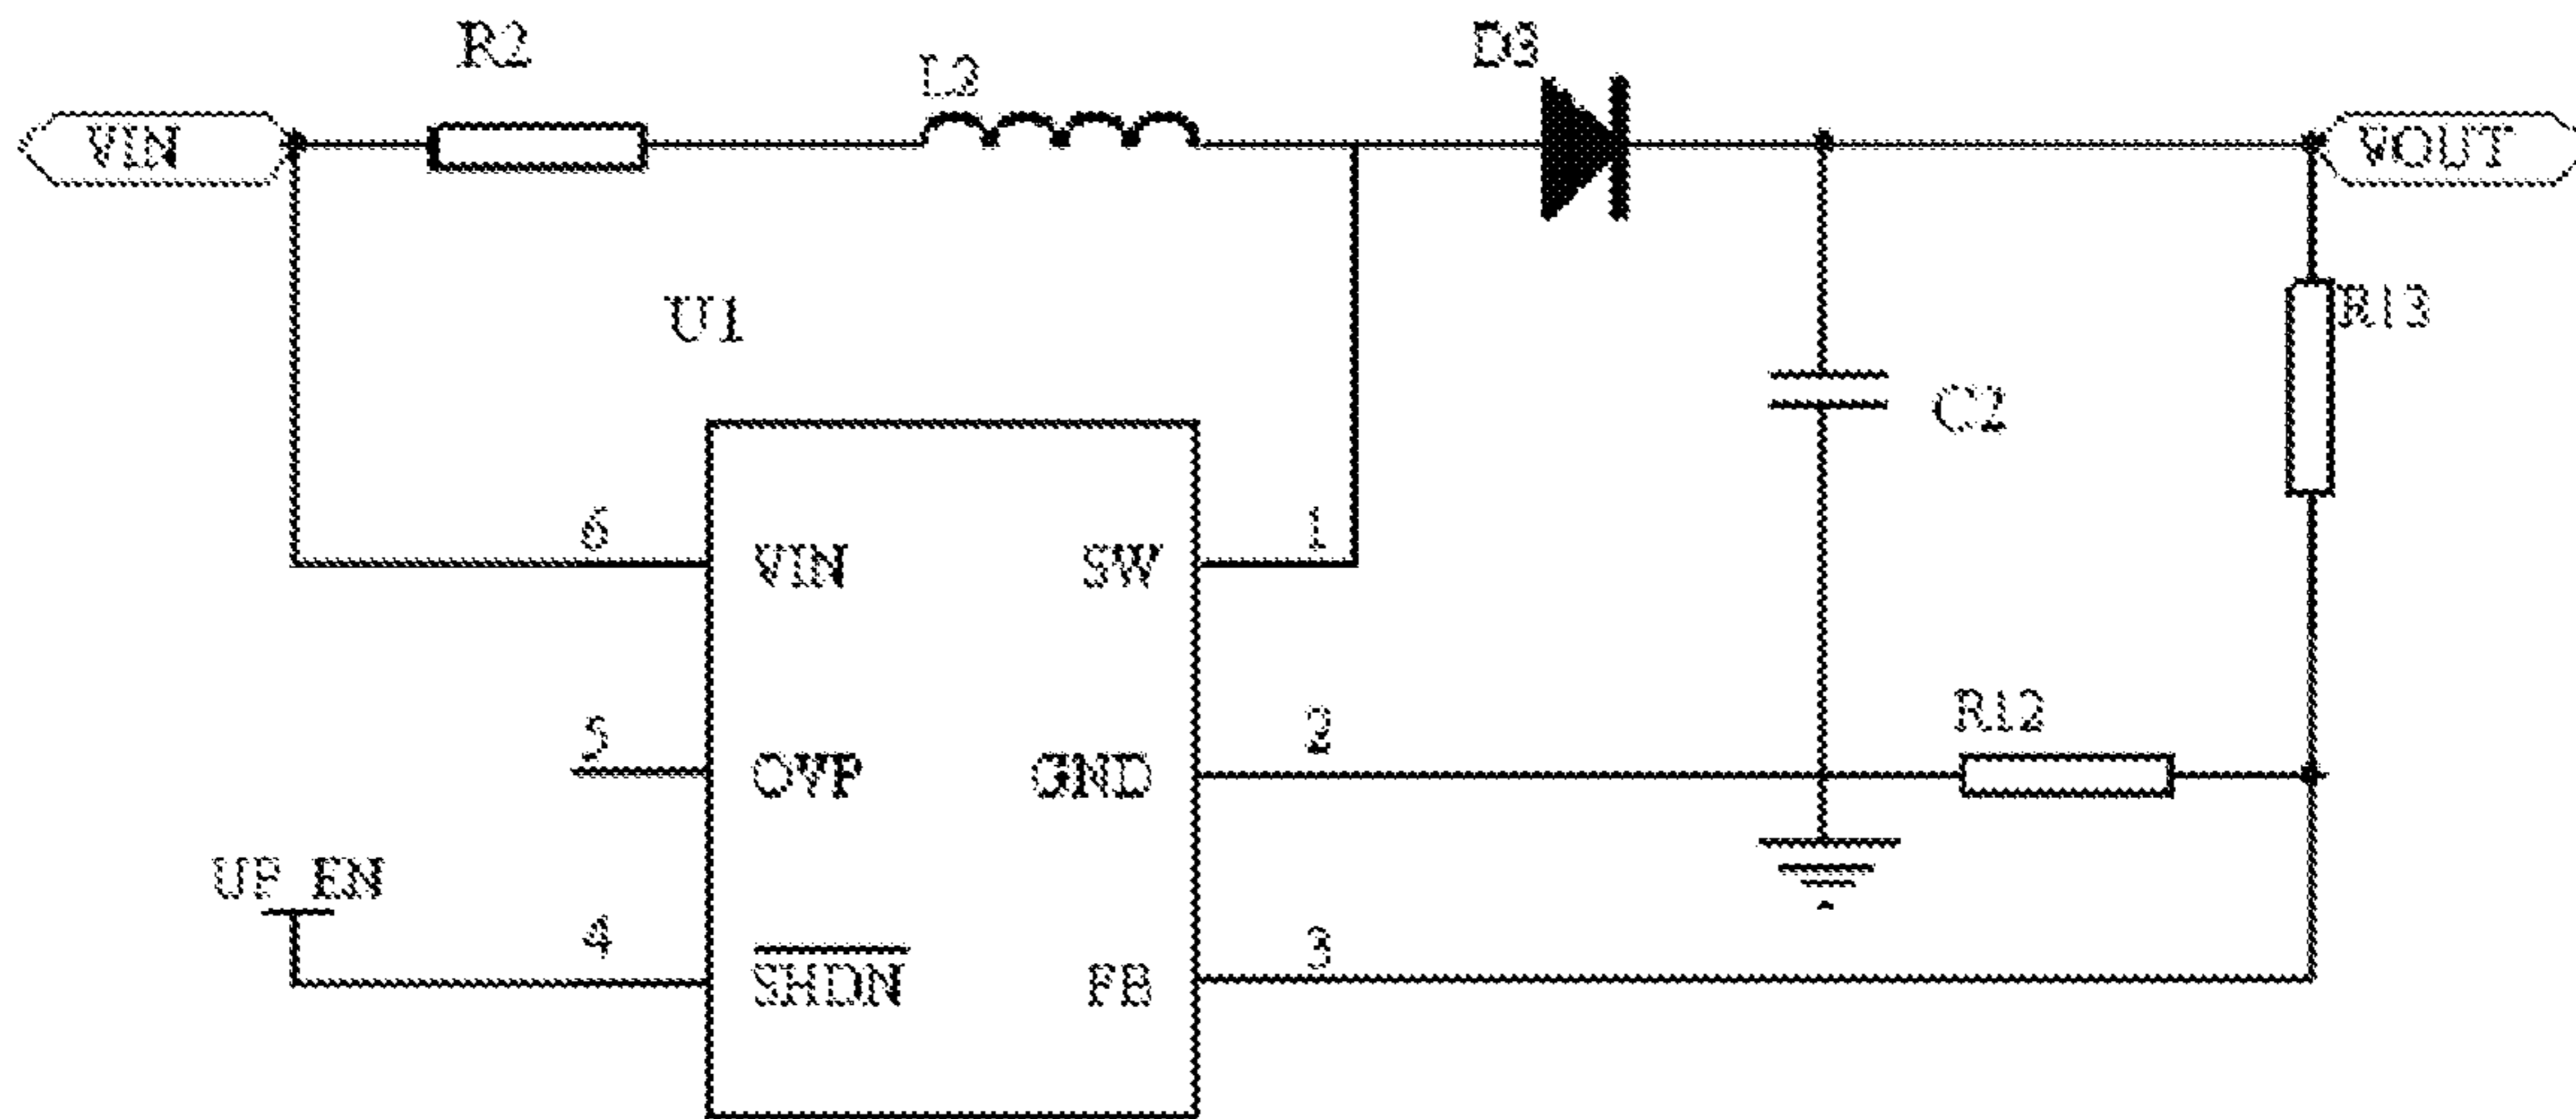 R2
L2
D3
VIN
VOUT
R13
U1
C2
6
VIN
SW
1
5
OVP
GND
2
R12
UP_EN
4
SHDN
FB
3